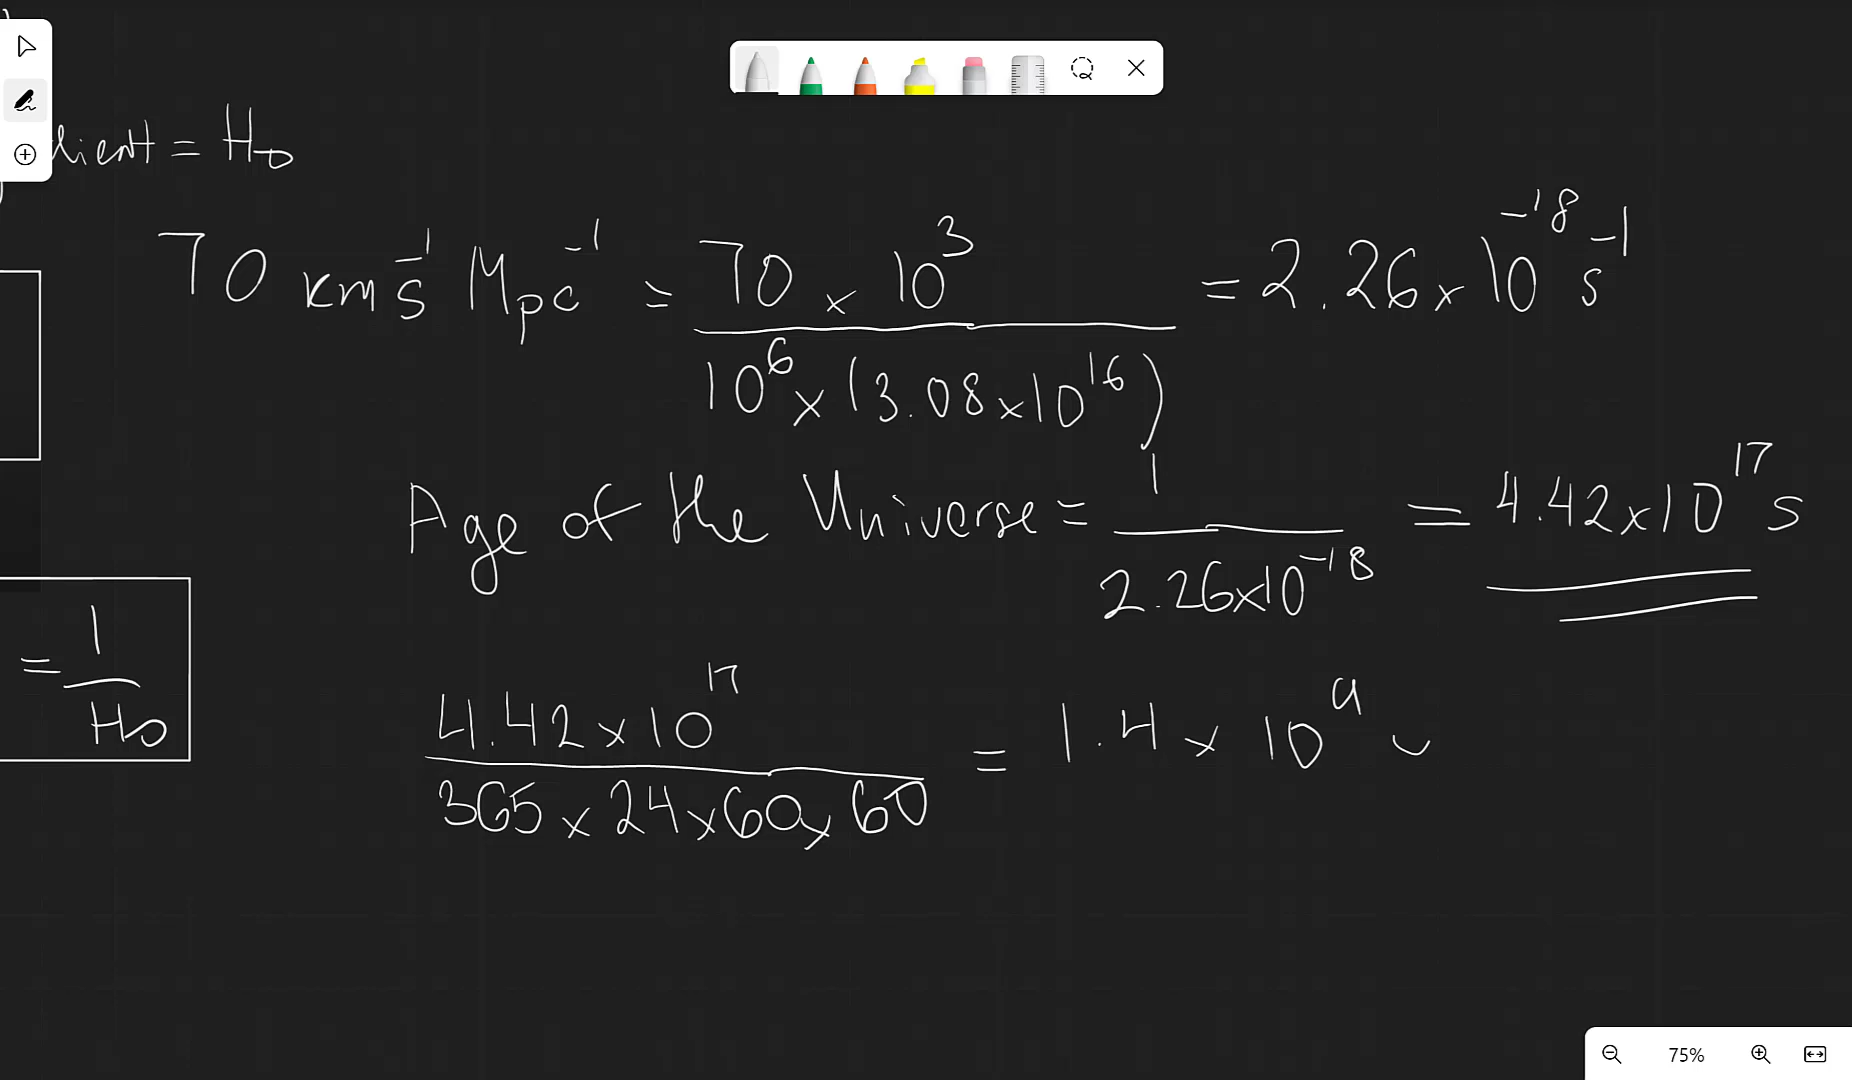 dient = H₀
70 km s⁻¹ Mpc⁻¹ = 70 × 10³ / 10⁶ × (3.08 × 10¹⁶) = 2.26 × 10⁻¹⁸ s⁻¹
Age of the Universe = 1 / 2.26 × 10⁻¹⁸ = 4.42 × 10¹⁷ s
= 1 / H₀
4.42 × 10¹⁷ / 365 × 24 × 60 × 60 = 1.4 × 10⁹
75%